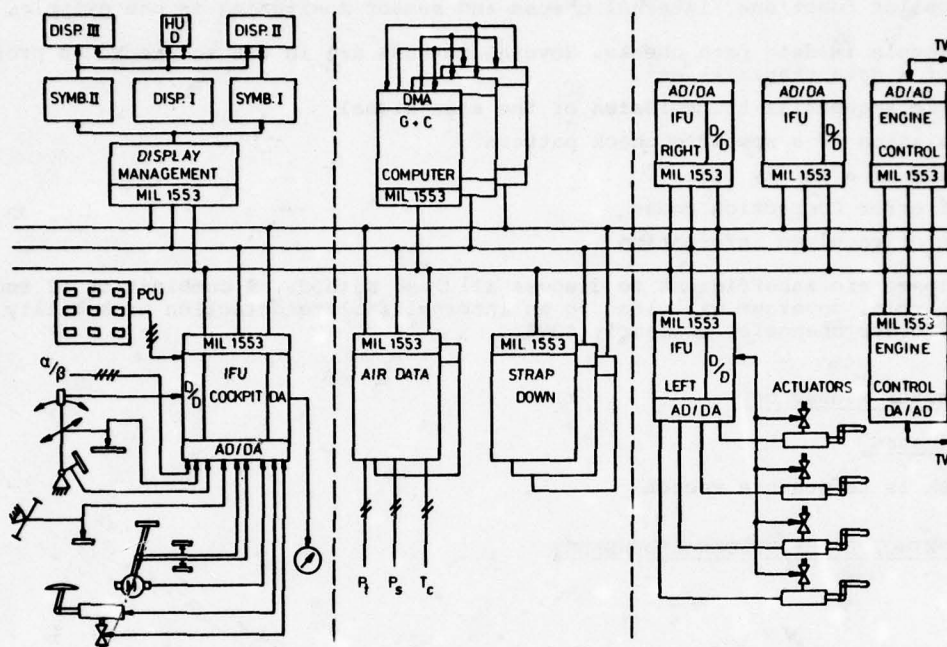 DISP. III
HU
D
DISP. II
SYMB. II
DISP. I
SYMB. I
DISPLAY
MANAGEMENT
MIL 1553
DMA
C + C
COMPUTER
MIL 1553
AD/DA
IFU
RIGHT
D/D
MIL 1553
AD/DA
IFU
D/D
MIL 1553
TV
AD/AD
ENGINE
CONTROL
MIL 1553
PCU
α/β
MIL 1553
D/D
IFU
COCKPIT
DA
AD/DA
M
MIL 1553
AIR DATA
Pt
Ps
Tc
MIL 1553
STRAP
DOWN
MIL 1553
IFU
D/D
LEFT
AD/DA
ACTUATORS
MIL 1553
ENGINE
CONTROL
DA/AD
TV